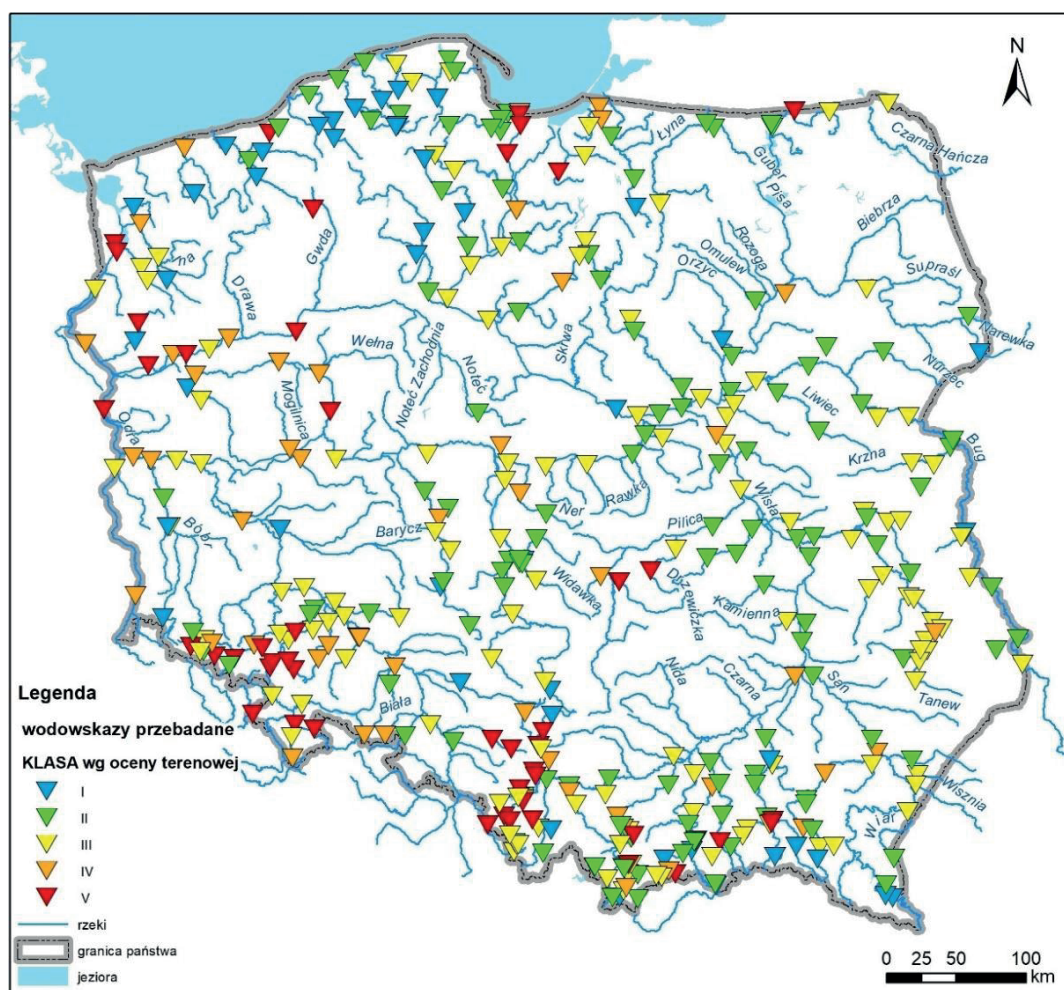 N
Łyna
Czarna Hańcza
Guber
Pisa
Biebrza
Rozoga
Omulew
Orzyc
Supraśl
na
Gwda
Drawa
Narewka
Nurzec
Skrwa
Wełna
Noteć Zachodnia
Noteć
Liwiec
Mogilnica
Odra
Bug
Krzna
Rawka
Ner
Wisła
Pilica
Barycz
Bóbr
Widawka
Drzewiczka
Kamienna
Nida
Czarna
San
Tanew
Biała
Wisznia
Wiar
Legenda
wodowskazy przebadane
KLASA wg oceny terenowej
I
II
III
IV
V
rzeki
granica państwa
jeziora
0 25 50 100
km